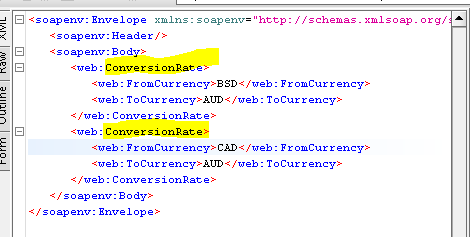 XML
Raw
Outline
Form
<soapenv:Envelope xmlns:soapenv="http://schemas.xmlsoap.org/s
<soapenv:Header/>
<soapenv:Body>
<web:ConversionRate>
<web:FromCurrency>BSD</web:FromCurrency>
<web:ToCurrency>AUD</web:ToCurrency>
</web:ConversionRate>
<web:ConversionRate>
<web:FromCurrency>CAD</web:FromCurrency>
<web:ToCurrency>AUD</web:ToCurrency>
</web:ConversionRate>
</soapenv:Body>
</soapenv:Envelope>